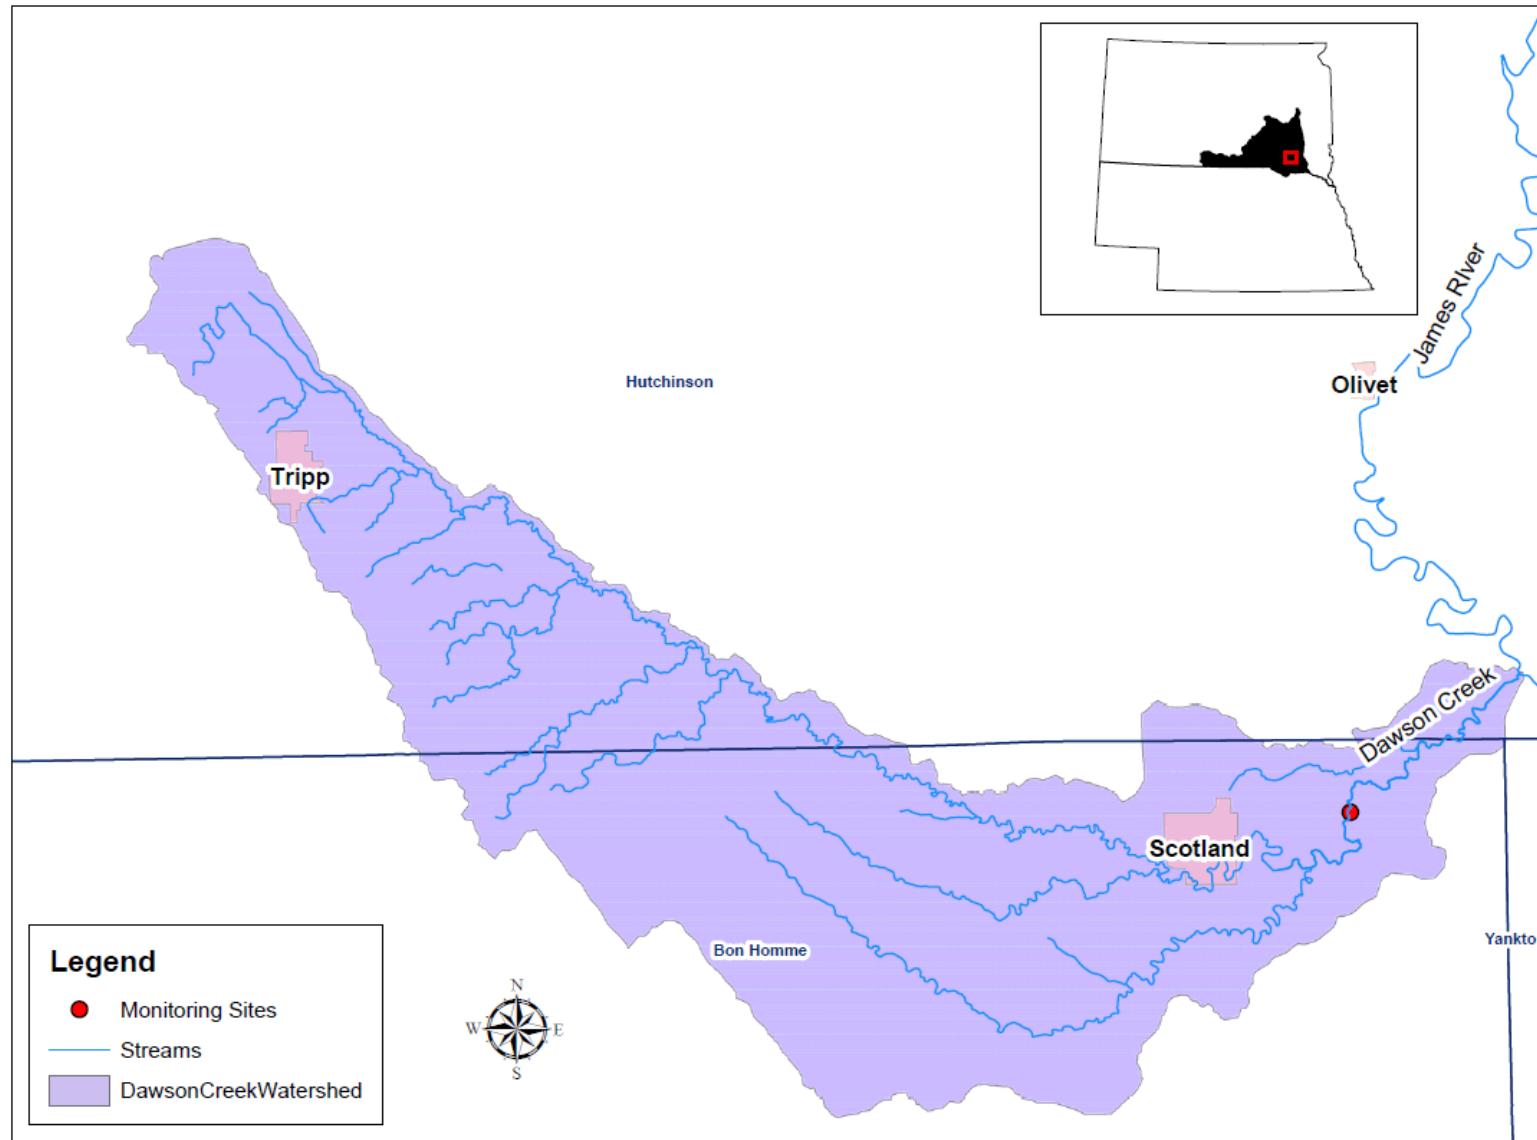 James RIver
Hutchinson
Olivet
Tripp
Dawson Creek
Scotland
Bon Homme
Yankto
Legend
Monitoring Sites
Streams
DawsonCreekWatershed
N
W
E
S